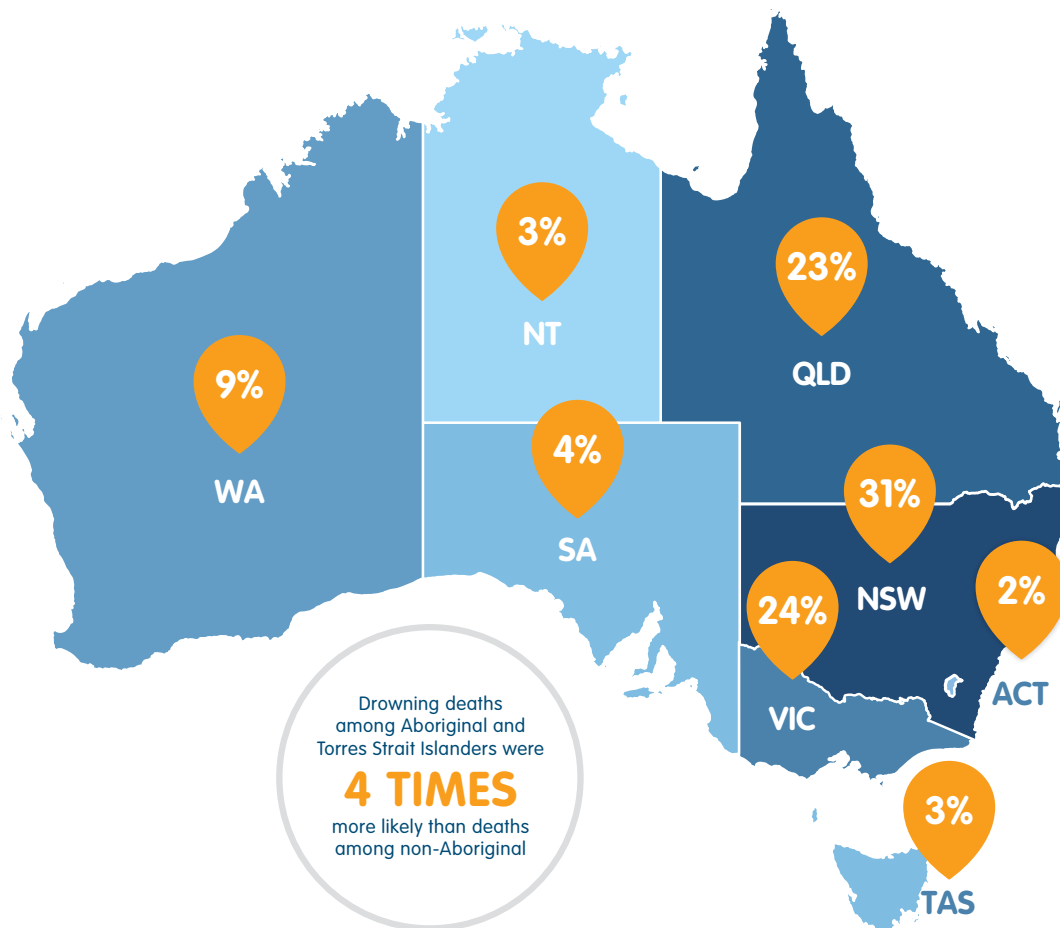 3%
NT
23%
QLD
9%
WA
4%
SA
31%
NSW
2%
ACT
24%
VIC
3%
TAS
Drowning deaths
among Aboriginal and
Torres Strait Islanders were
4 TIMES
more likely than deaths
among non-Aboriginal